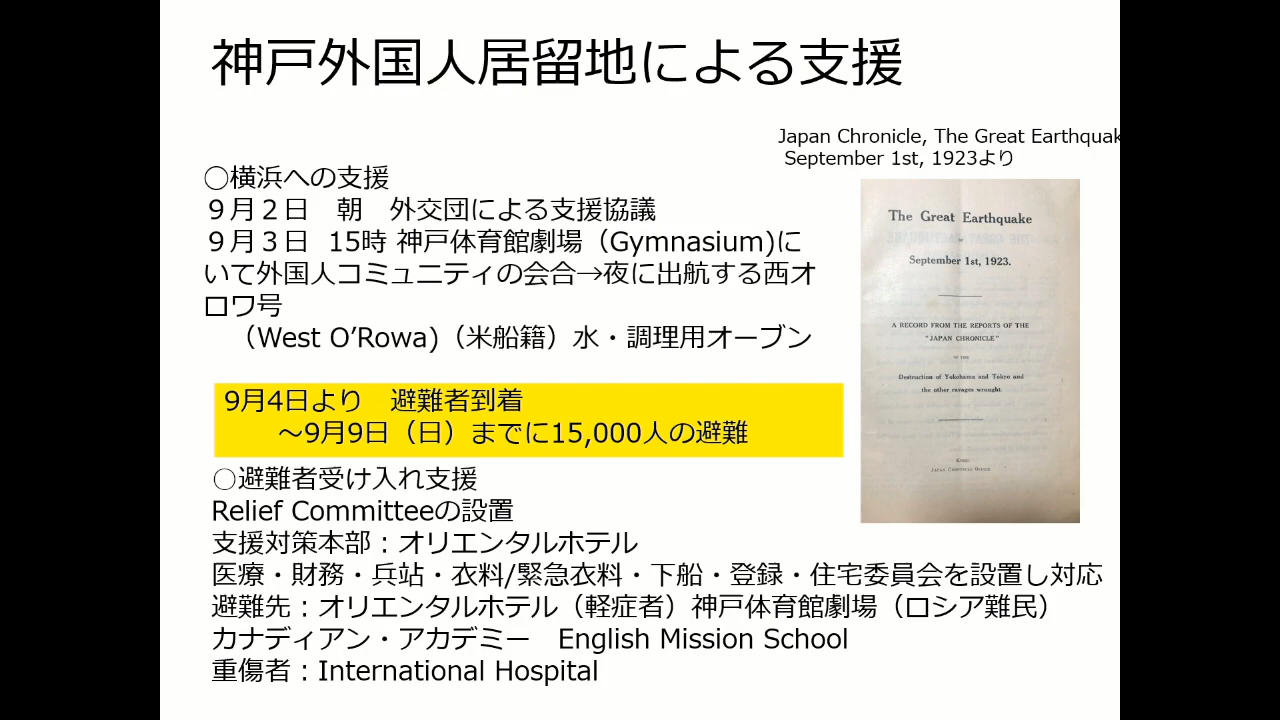 神戸外国人居留地による支援
Japan Chronicle, The Great Earthquak
September 1st, 1923より
○横浜への支援
９月２日　朝　外交団による支援協議
９月３日 15時 神戸体育館劇場（Gymnasium)に
いて外国人コミュニティの会合→夜に出航する西オ
ロワ号
（West O’Rowa)（米船籍）水・調理用オーブン
9月4日より　避難者到着
～9月9日（日）までに15,000人の避難
○避難者受け入れ支援
Relief Committeeの設置
支援対策本部：オリエンタルホテル
医療・財務・兵站・衣料/緊急衣料・下船・登録・住宅委員会を設置し対応
避難先：オリエンタルホテル（軽症者）神戸体育館劇場（ロシア難民）
カナディアン・アカデミー　English Mission School
重傷者：International Hospital
The Great Earthquake
September 1st, 1923.
A RECORD FROM THE REPORTS OF THE
"JAPAN CHRONICLE"
OF THE
Destruction of Yokohama and Tokyo and
the other ravages wrought.
JAPAN CHRONICLE OFFICE